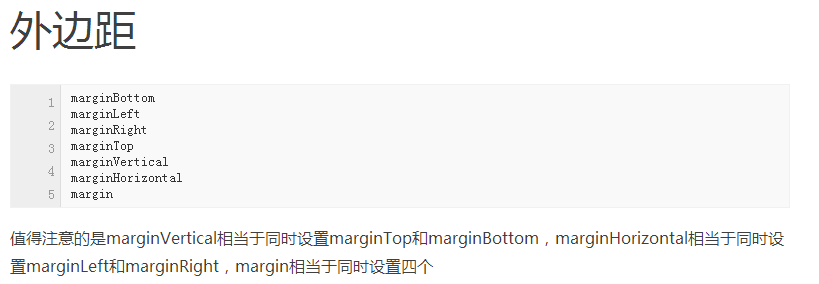 外边距
1
2
3
4
5
marginBottom
marginLeft
marginRight
marginTop
marginVertical
marginHorizontal
margin
值得注意的是marginVertical相当于同时设置marginTop和marginBottom，marginHorizontal相当于同时设
置marginLeft和marginRight，margin相当于同时设置四个